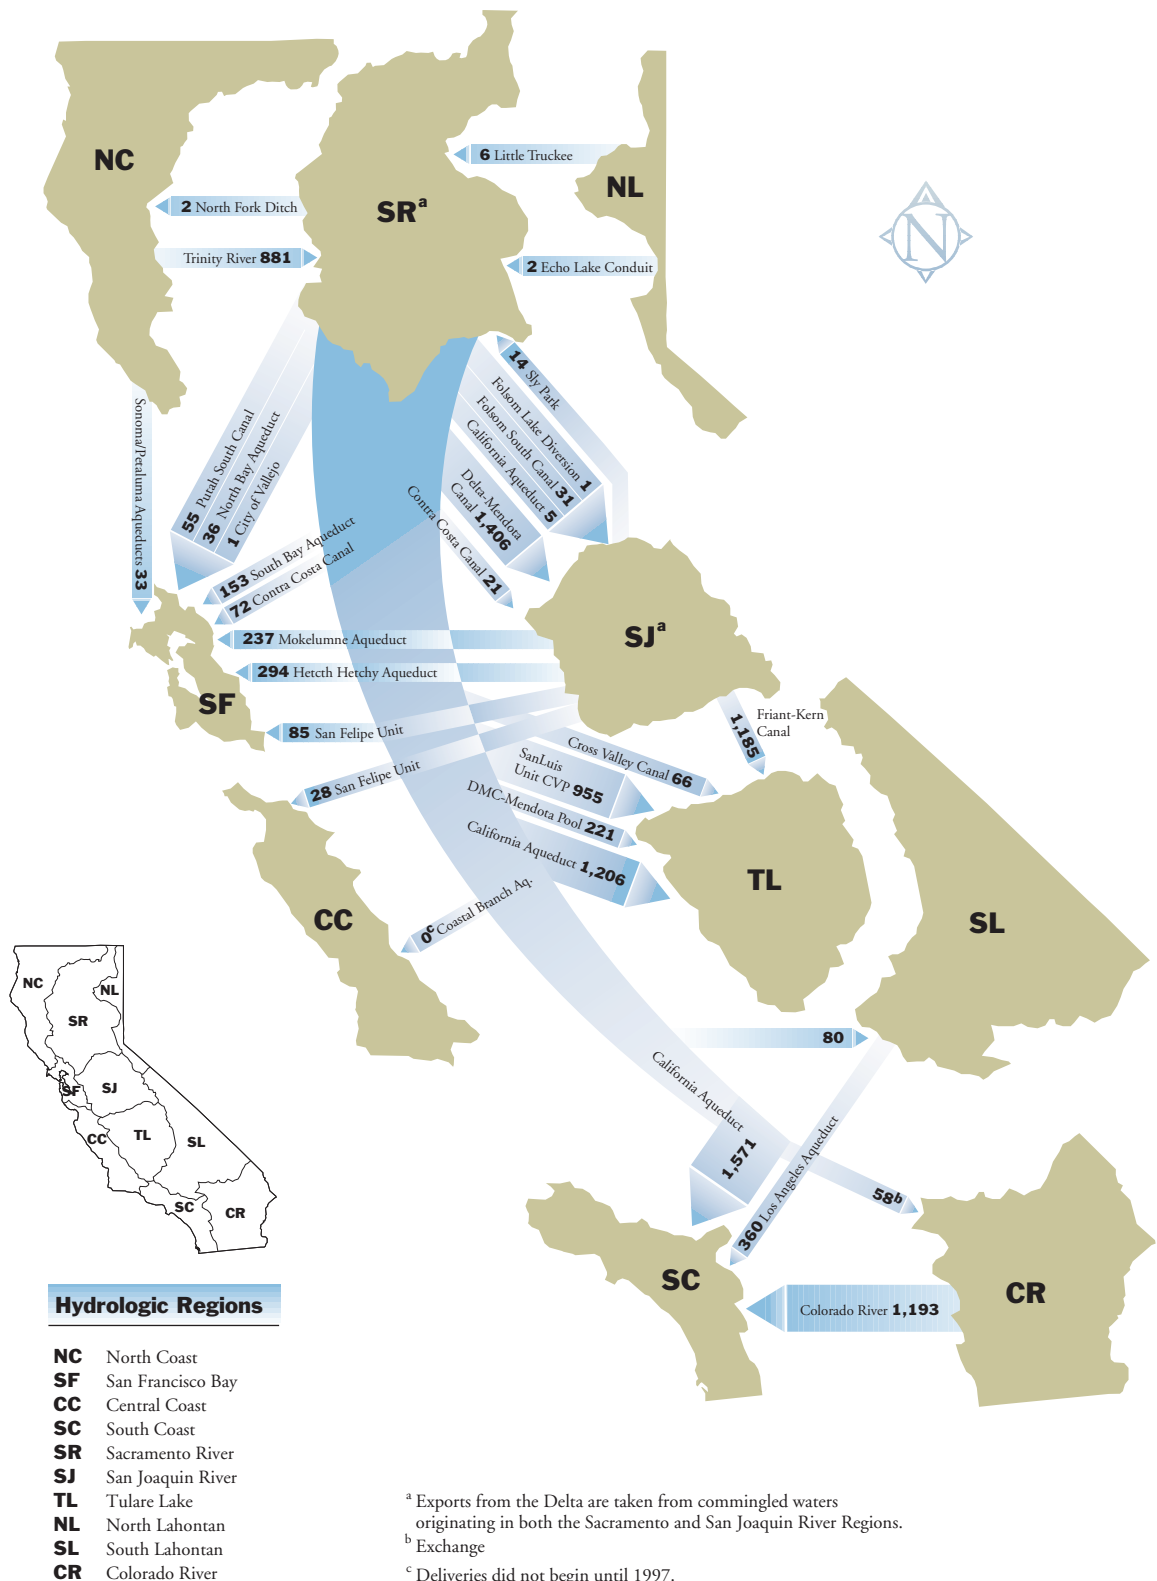 NC
SRa
NL
6 Little Truckee
2 North Fork Ditch
Trinity River 881
2 Echo Lake Conduit
N
14 Sly Park
Folsom Lake Diversion 1
Folsom South Canal 31
California Aqueduct 5
Delta-Mendota
Canal 1,406
Contra Costa Canal 21
Sonoma/Petaluma Aqueducts 33
55 Putah South Canal
36 North Bay Aqueduct
1 City of Vallejo
153 South Bay Aqueduct
72 Contra Costa Canal
237 Mokelumne Aqueduct
294 Hetcth Hetchy Aqueduct
SJa
SF
85 San Felipe Unit
28 San Felipe Unit
Friant-Kern
Canal
1,185
Cross Valley Canal 66
SanLuis
Unit CVP 955
DMC-Mendota Pool 221
California Aqueduct 1,206
TL
CC
0c Coastal Branch Aq.
SL
80
California Aqueduct
1,571
360 Los Angeles Aqueduct
58b
SC
Colorado River 1,193
CR
NC
NL
SR
SF
SJ
CC
TL
SL
SC
CR
Hydrologic Regions
NC North Coast
SF San Francisco Bay
CC Central Coast
SC South Coast
SR Sacramento River
SJ San Joaquin River
TL Tulare Lake
NL North Lahontan
SL South Lahontan
CR Colorado River
a Exports from the Delta are taken from commingled waters
originating in both the Sacramento and San Joaquin River Regions.
b Exchange
c Deliveries did not begin until 1997.